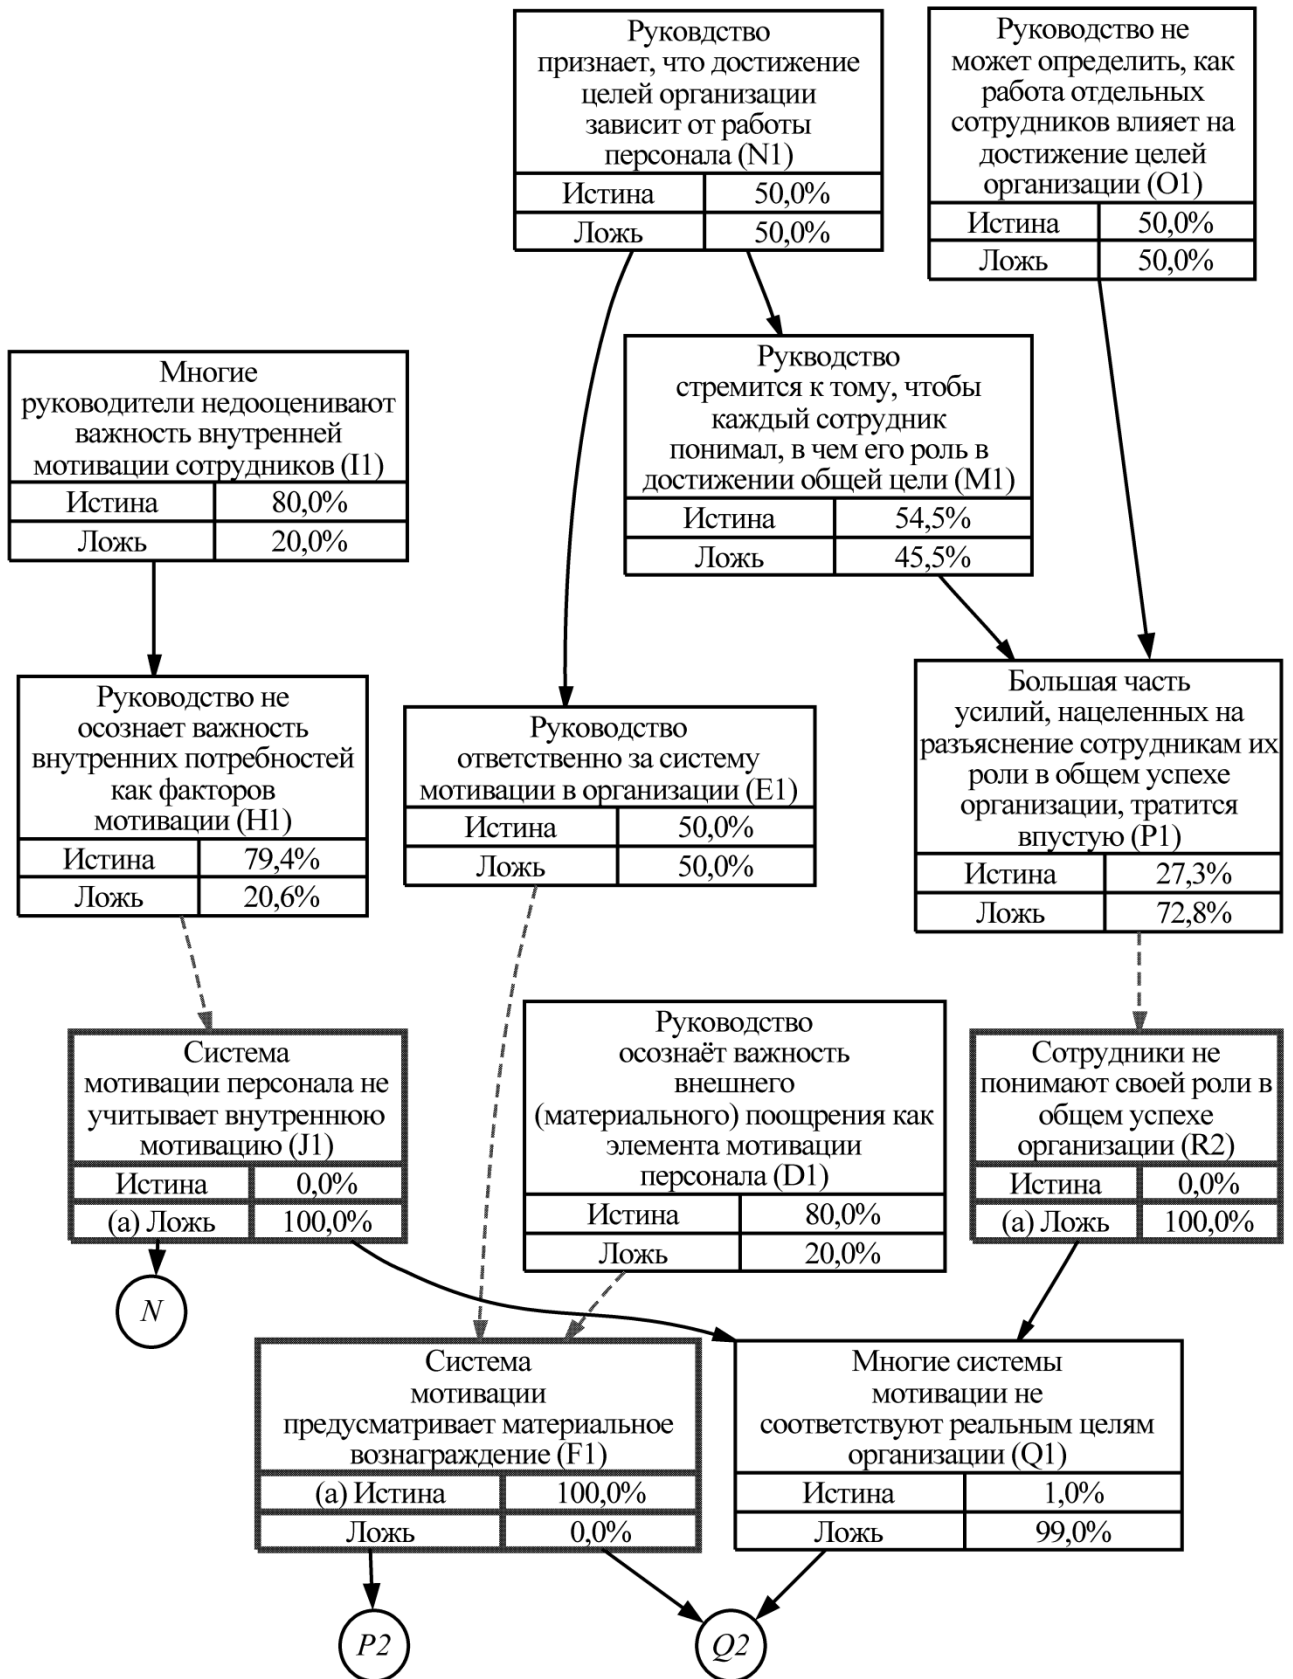 Руковдство
признает, что достижение
целей организации
зависит от работы
персонала (N1)
Истина 50,0%
Ложь 50,0%
Руководство не
может определить, как
работа отдельных
сотрудников влияет на
достижение целей
организации (O1)
Истина 50,0%
Ложь 50,0%
Многие
руководители недооценивают
важность внутренней
мотивации сотрудников (I1)
Истина 80,0%
Ложь 20,0%
Рукводство
стремится к тому, чтобы
каждый сотрудник
понимал, в чем его роль в
достижении общей цели (M1)
Истина 54,5%
Ложь 45,5%
Руководство не
осознает важность
внутренних потребностей
как факторов
мотивации (H1)
Истина 79,4%
Ложь 20,6%
Руководство
ответственно за систему
мотивации в организации (E1)
Истина 50,0%
Ложь 50,0%
Большая часть
усилий, нацеленных на
разъяснение сотрудникам их
роли в общем успехе
организации, тратится
впустую (P1)
Истина 27,3%
Ложь 72,8%
Система
мотивации персонала не
учитывает внутреннюю
мотивацию (J1)
Истина 0,0%
(a) Ложь 100,0%
Руководство
осознаёт важность
внешнего
(материального) поощрения как
элемента мотивации
персонала (D1)
Истина 80,0%
Ложь 20,0%
Сотрудники не
понимают своей роли в
общем успехе
организации (R2)
Истина 0,0%
(a) Ложь 100,0%
N
Система
мотивации
предусматривает материальное
вознаграждение (F1)
(a) Истина 100,0%
Ложь 0,0%
Многие системы
мотивации не
соответствуют реальным целям
организации (Q1)
Истина 1,0%
Ложь 99,0%
P2
Q2